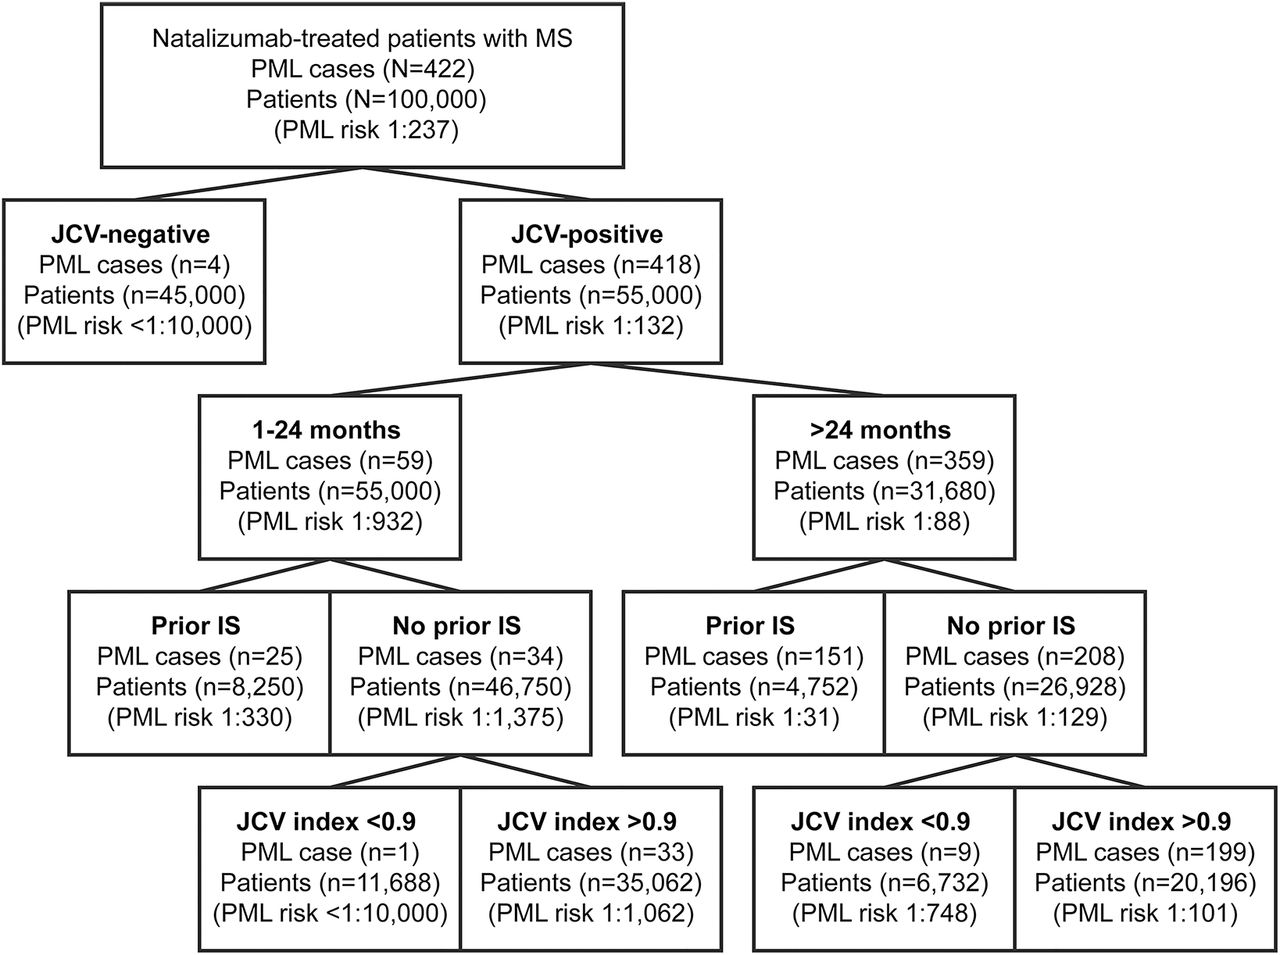 Natalizumab-treated patients with MS
PML cases (N=422)
Patients (N=100,000)
(PML risk 1:237)
JCV-negative
PML cases (n=4)
Patients (n=45,000)
(PML risk <1:10,000)
JCV-positive
PML cases (n=418)
Patients (n=55,000)
(PML risk 1:132)
1-24 months
PML cases (n=59)
Patients (n=55,000)
(PML risk 1:932)
>24 months
PML cases (n=359)
Patients (n=31,680)
(PML risk 1:88)
Prior IS
PML cases (n=25)
Patients (n=8,250)
(PML risk 1:330)
No prior IS
PML cases (n=34)
Patients (n=46,750)
(PML risk 1:1,375)
Prior IS
PML cases (n=151)
Patients (n=4,752)
(PML risk 1:31)
No prior IS
PML cases (n=208)
Patients (n=26,928)
(PML risk 1:129)
JCV index <0.9
PML case (n=1)
Patients (n=11,688)
(PML risk <1:10,000)
JCV index >0.9
PML cases (n=33)
Patients (n=35,062)
(PML risk 1:1,062)
JCV index <0.9
PML cases (n=9)
Patients (n=6,732)
(PML risk 1:748)
JCV index >0.9
PML cases (n=199)
Patients (n=20,196)
(PML risk 1:101)